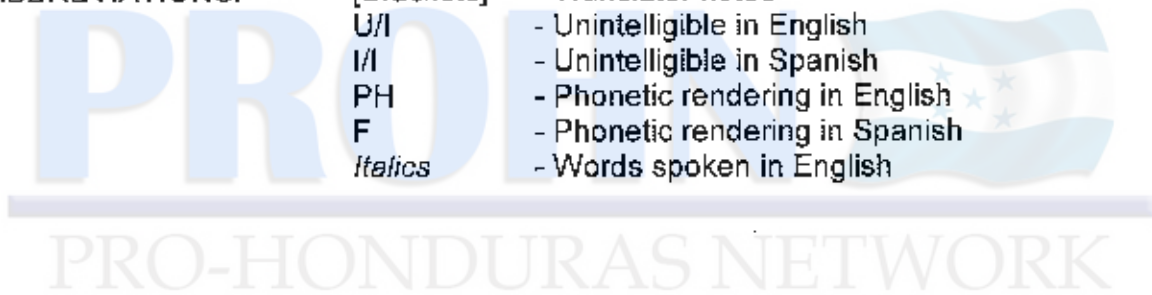 U/I - Unintelligible in English
I/I - Unintelligible in Spanish
PH - Phonetic rendering in English
F - Phonetic rendering in Spanish
Italics - Words spoken in English
PROHN
PRO-HONDURAS NETWORK